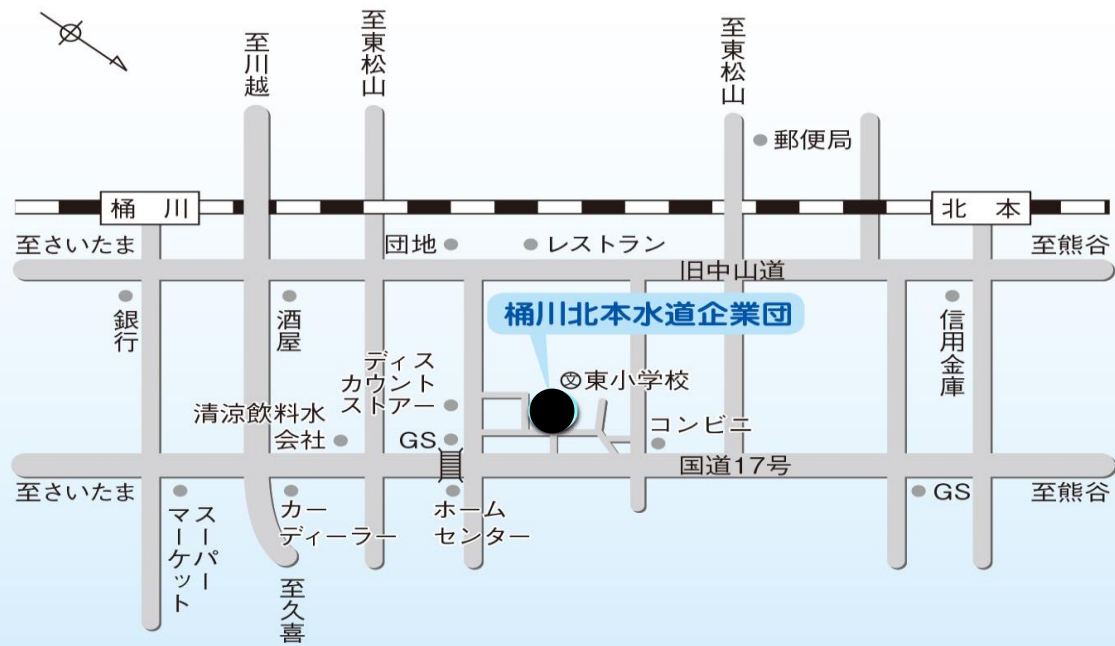 至川越
至東松山
至東松山
郵便局
桶川
北本
至さいたま
団地
レストラン
至熊谷
旧中山道
銀行
酒屋
桶川北本水道企業団
信用金庫
ディス
カウント
ストアー
文東小学校
清涼飲料水
会社
GS
コンビニ
国道17号
至さいたま
スーパー
マーケット
カー
ディーラー
ホーム
センター
GS
至熊谷
至久喜